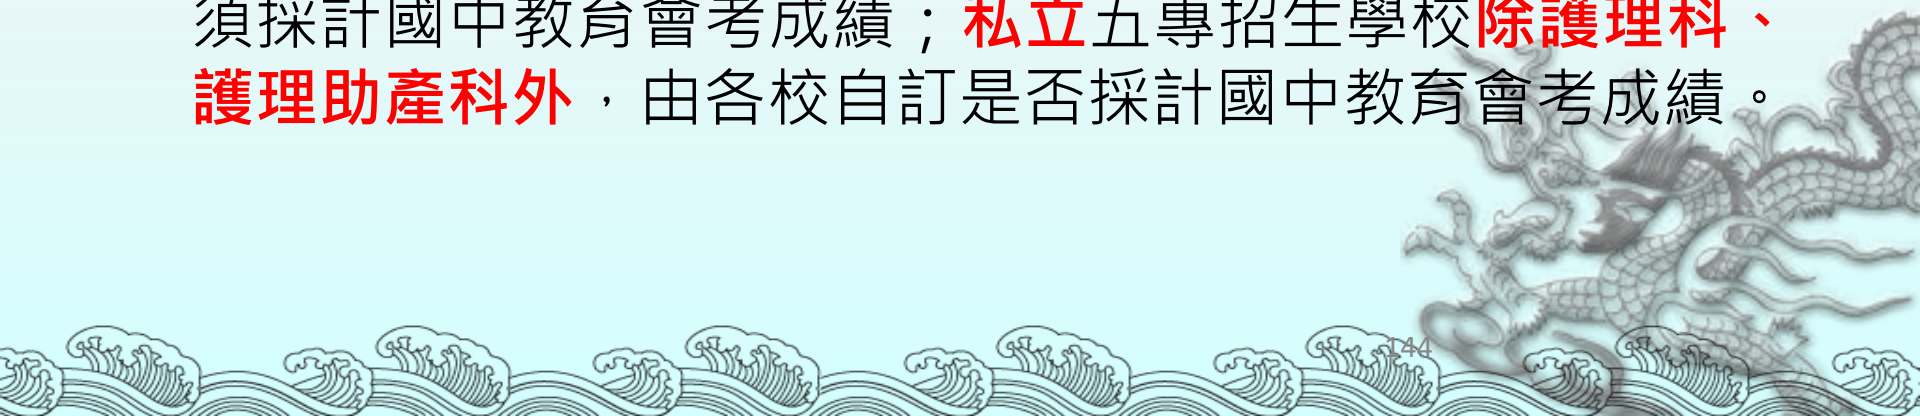 須採計國中教育會考成績；私立五專招生學校除護理科、
護理助產科外，由各校自訂是否採計國中教育會考成績。
144